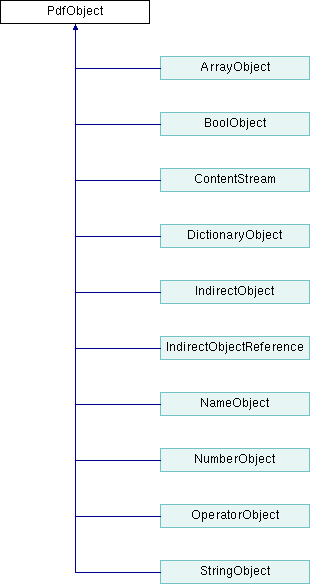 PdfObject
ArrayObject
BoolObject
ContentStream
DictionaryObject
IndirectObject
IndirectObjectReference
NameObject
NumberObject
OperatorObject
StringObject